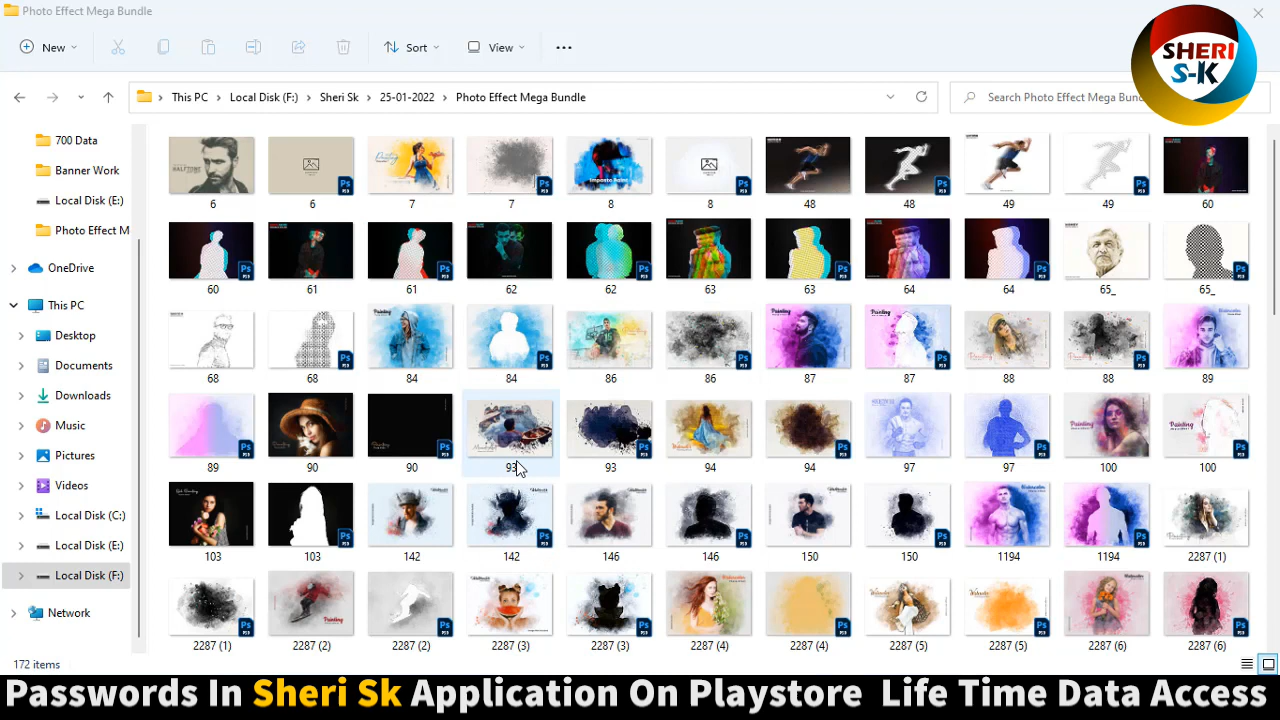 Photo Effect Mega Bundle
New
Sort
View
This PC > Local Disk (F:) > Sheri Sk > 25-01-2022 > Photo Effect Mega Bundle
SHERI
S-K
700 Data
Banner Work
Local Disk (E:)
Photo Effect M
OneDrive
This PC
Desktop
Documents
Downloads
Music
Pictures
Videos
Local Disk (C:)
Local Disk (E:)
Local Disk (F:)
Network
6 6 7 7 8 8 48 48 49 49 60
60 61 61 62 62 63 63 64 64 65_ 65_
68 68 84 84 86 86 87 87 88 88 89
89 90 90 93 93 94 94 97 97 100 100
103 103 142 142 146 146 150 150 1194 1194 2287 (1)
2287 (1) 2287 (2) 2287 (2) 2287 (3) 2287 (3) 2287 (4) 2287 (4) 2287 (5) 2287 (5) 2287 (6) 2287 (6)
172 items
Passwords In Sheri Sk Application On Playstore Life Time Data Access